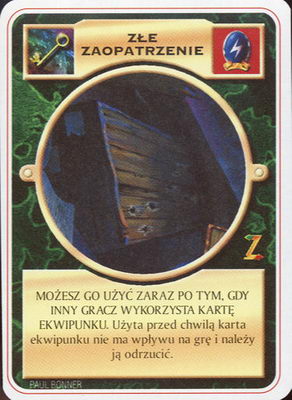 ZŁE
ZAOPATRZENIE
Z
MOŻESZ GO UŻYĆ ZARAZ PO TYM, GDY
INNY GRACZ WYKORZYSTA KARTĘ
EKWIPUNKU. Użyta przed chwilą karta
ekwipunku nie ma wpływu na grę i należy
ją odrzucić.
PAUL BONNER